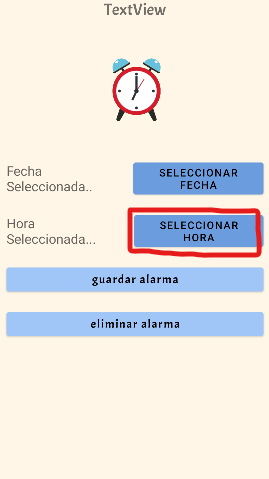 TextView
Fecha
Seleccionada..
SELECCIONAR
FECHA
Hora
Seleccionada...
SELECCIONAR
HORA
guardar alarma
eliminar alarma